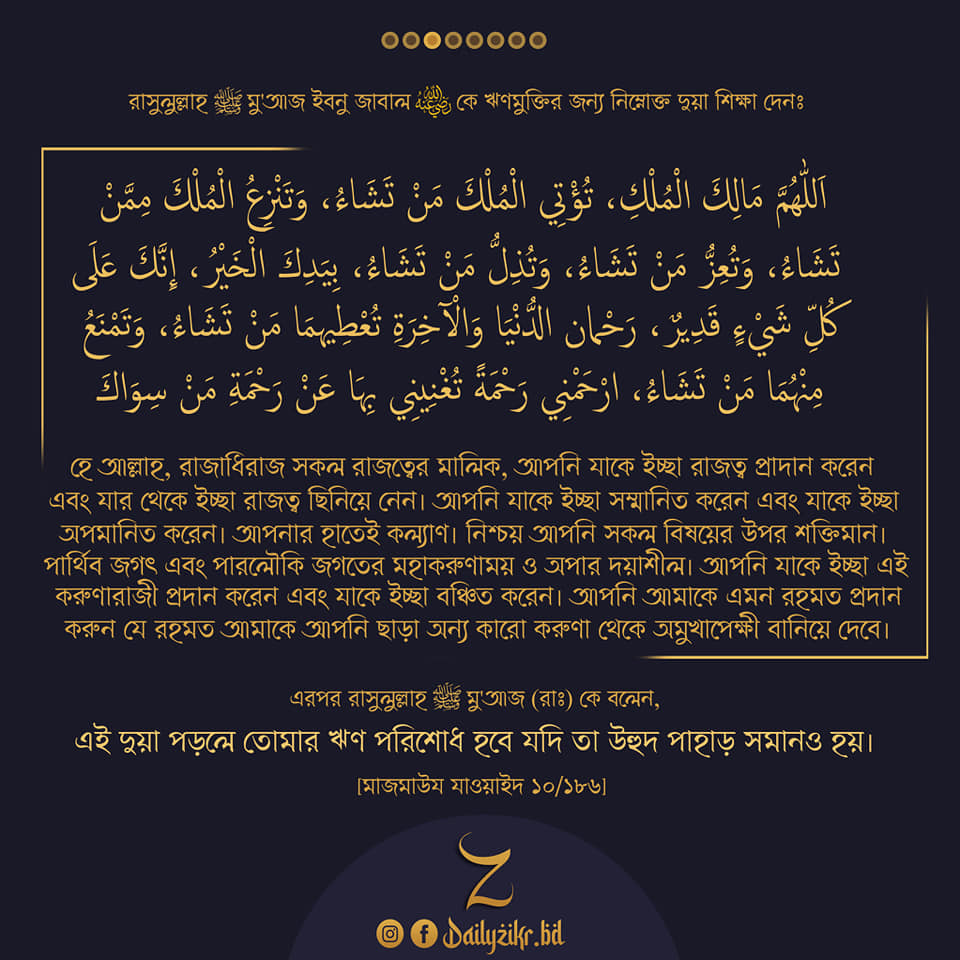 রাসুলুল্লাহ ﷺ মু'আজ ইবনু জাবাল رضي الله عنه কে ঋণমুক্তির জন্য নিম্নোক্ত দুয়া শিক্ষা দেনঃ
اَللّٰهُمَّ مَالِكَ الْمُلْكِ، تُؤْتِي الْمُلْكَ مَنْ تَشَاءُ، وَتَنْزِعُ الْمُلْكَ مِمَّنْ
تَشَاءُ، وَتُعِزُّ مَنْ تَشَاءُ، وَتُذِلُّ مَنْ تَشَاءُ، بِيَدِكَ الْخَيْرُ، إِنَّكَ عَلَى
كُلِّ شَيْءٍ قَدِيرٌ، رَحْمٰن الدُّنْيَا وَالْآخِرَةِ تُعْطِيهِمَا مَنْ تَشَاءُ، وَتَمْنَعُ
مِنْهُمَا مَنْ تَشَاءُ، ارْحَمْنِي رَحْمَةً تُغْنِينِي بِهَا عَنْ رَحْمَةِ مَنْ سِوَاكَ
হে আল্লাহ, রাজাধিরাজ সকল রাজত্বের মালিক, আপনি যাকে ইচ্ছা রাজত্ব প্রাদান করেন
এবং যার থেকে ইচ্ছা রাজত্ব ছিনিয়ে নেন। আপনি যাকে ইচ্ছা সম্মানিত করেন এবং যাকে ইচ্ছা
অপমানিত করেন। আপনার হাতেই কল্যাণ। নিশ্চয় আপনি সকল বিষয়ের উপর শক্তিমান।
পার্থিব জগৎ এবং পারলৌকি জগতের মহাকরুণাময় ও অপার দয়াশীল। আপনি যাকে ইচ্ছা এই
করুণারাজী প্রদান করেন এবং যাকে ইচ্ছা বঞ্চিত করেন। আপনি আমাকে এমন রহমত প্রদান
করুন যে রহমত আমাকে আপনি ছাড়া অন্য কারো করুণা থেকে অমুখাপেক্ষী বানিয়ে দেবে।
এরপর রাসুলুল্লাহ ﷺ মু'আজ (রাঃ) কে বলেন,
এই দুয়া পড়লে তোমার ঋণ পরিশোধ হবে যদি তা উহুদ পাহাড় সমানও হয়।
[মাজমাউয যাওয়াইদ ১০/১৮৬]
Z
Dailyzikr.bd